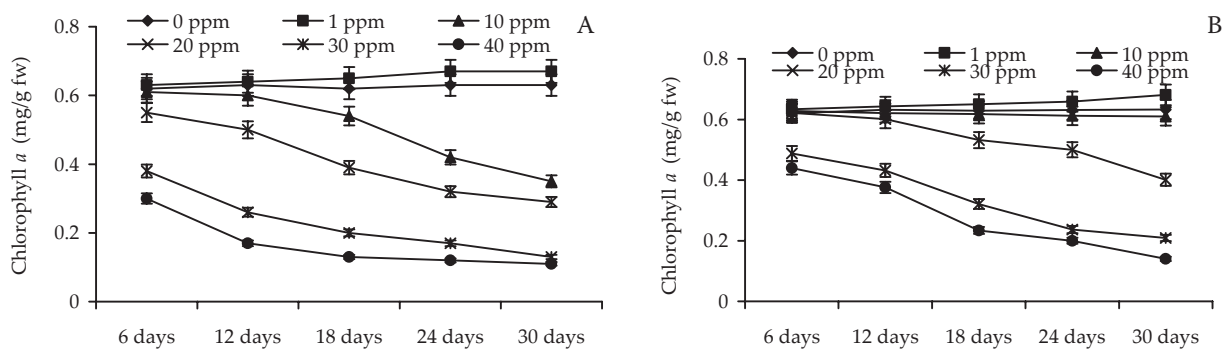 A
0 ppm 1 ppm 10 ppm
20 ppm 30 ppm 40 ppm
Chlorophyll a (mg/g fw)
0.8
0.6
0.4
0.2
0
6 days 12 days 18 days 24 days 30 days
B
0 ppm 1 ppm 10 ppm
20 ppm 30 ppm 40 ppm
Chlorophyll a (mg/g fw)
0.8
0.6
0.4
0.2
0
6 days 12 days 18 days 24 days 30 days